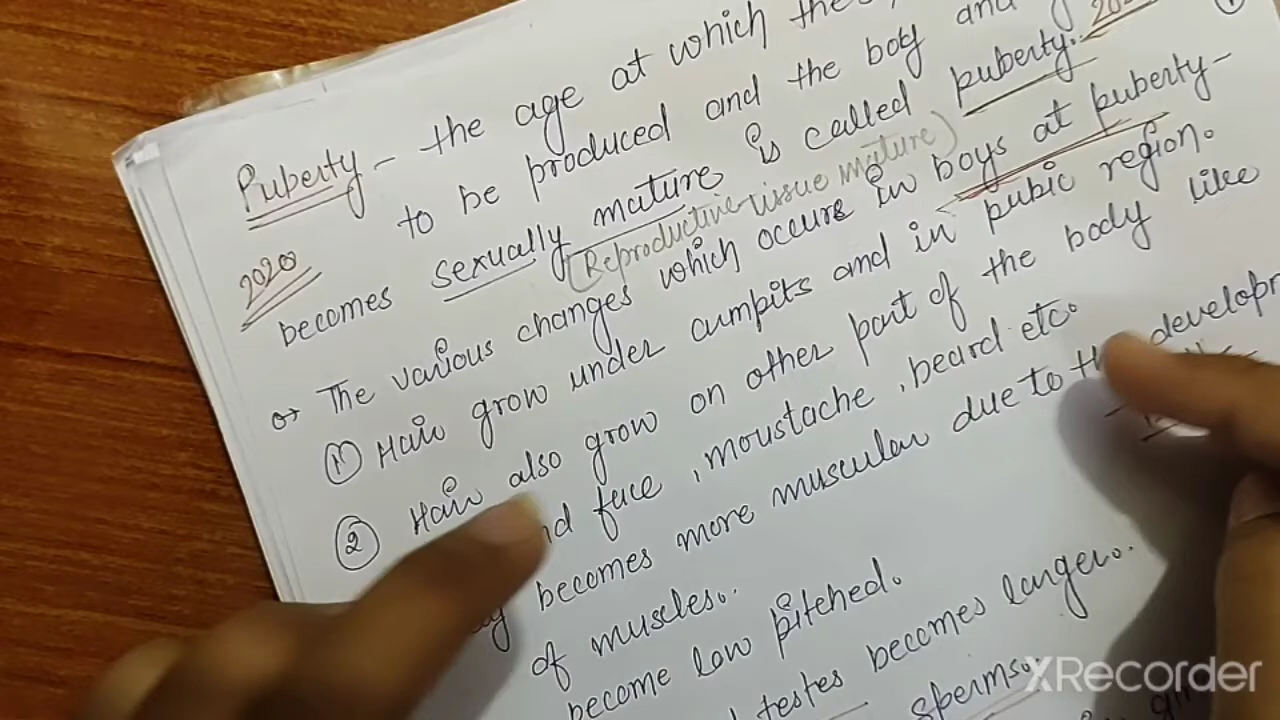 Puberty - the age at which the
to be produced and the boy and
2020 becomes sexually mature is called puberty.
(Reproductive tissue mature)
or The various changes which occurs in boys at puberty -
① Hair grow under armpits and in pubic region.
② Hair also grow on other part of the body like
face, moustache, beard etc.
becomes more muscular due to the develop
of muscles.
become low pitched.
testes becomes larger.
sperms.
XRecorder